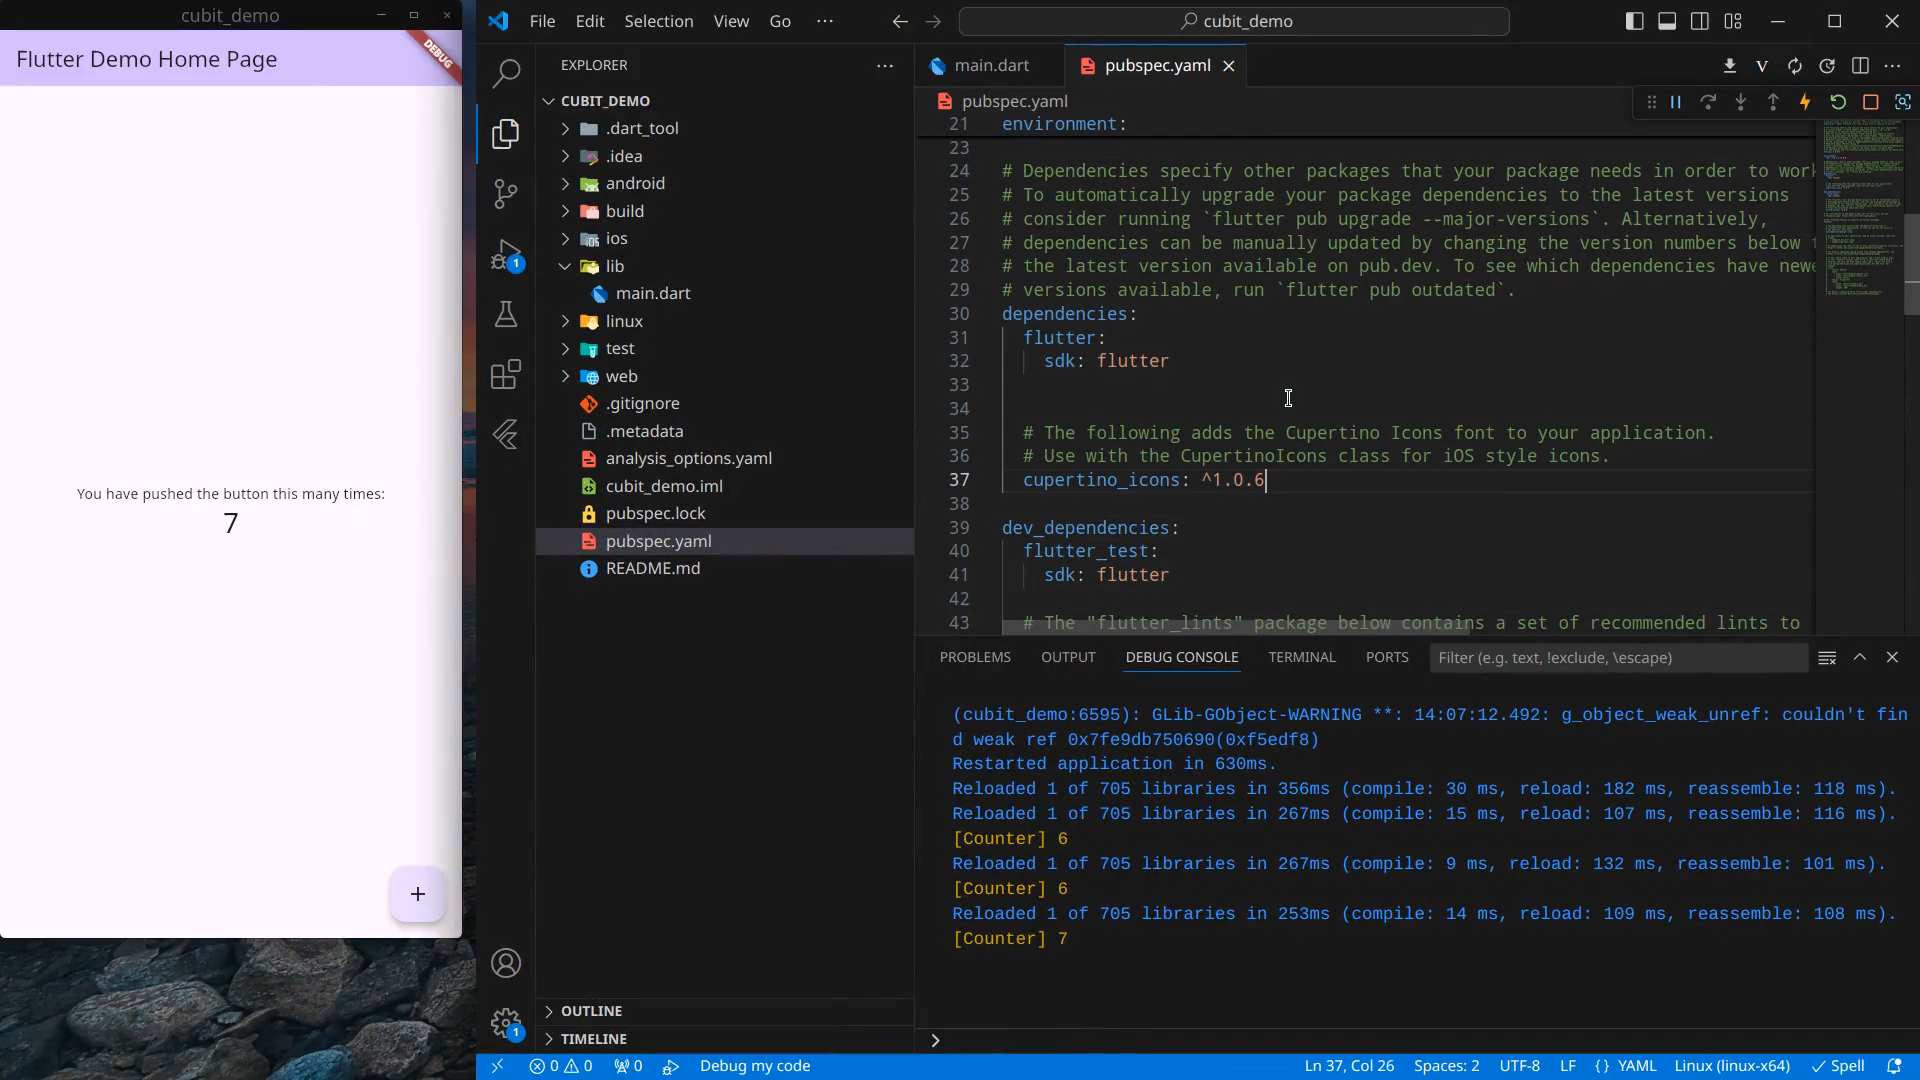 cubit_demo
Flutter Demo Home Page
DEBUG
You have pushed the button this many times:
7
+
File Edit Selection View Go ···
cubit_demo
EXPLORER
CUBIT_DEMO
.dart_tool
.idea
android
build
ios
lib
main.dart
linux
test
web
.gitignore
.metadata
analysis_options.yaml
cubit_demo.iml
pubspec.lock
pubspec.yaml
README.md
OUTLINE
TIMELINE
1
1
main.dart
pubspec.yaml
V
pubspec.yaml
21 environment:
23
24 # Dependencies specify other packages that your package needs in order to work
25 # To automatically upgrade your package dependencies to the latest versions
26 # consider running `flutter pub upgrade --major-versions`. Alternatively,
27 # dependencies can be manually updated by changing the version numbers below
28 # the latest version available on pub.dev. To see which dependencies have newe
29 # versions available, run `flutter pub outdated`.
30 dependencies:
31 flutter:
32 sdk: flutter
33
34
35 # The following adds the Cupertino Icons font to your application.
36 # Use with the CupertinoIcons class for iOS style icons.
37 cupertino_icons: ^1.0.6
38
39 dev_dependencies:
40 flutter_test:
41 sdk: flutter
42
43 # The "flutter_lints" package below contains a set of recommended lints to
PROBLEMS OUTPUT DEBUG CONSOLE TERMINAL PORTS Filter (e.g. text, !exclude, \escape)
(cubit_demo:6595): GLib-GObject-WARNING **: 14:07:12.492: g_object_weak_unref: couldn't fin
d weak ref 0x7fe9db750690(0xf5edf8)
Restarted application in 630ms.
Reloaded 1 of 705 libraries in 356ms (compile: 30 ms, reload: 182 ms, reassemble: 118 ms).
Reloaded 1 of 705 libraries in 267ms (compile: 15 ms, reload: 107 ms, reassemble: 116 ms).
[Counter] 6
Reloaded 1 of 705 libraries in 267ms (compile: 9 ms, reload: 132 ms, reassemble: 101 ms).
[Counter] 6
Reloaded 1 of 705 libraries in 253ms (compile: 14 ms, reload: 109 ms, reassemble: 108 ms).
[Counter] 7
0 0 0 Debug my code Ln 37, Col 26 Spaces: 2 UTF-8 LF { } YAML Linux (linux-x64) Spell